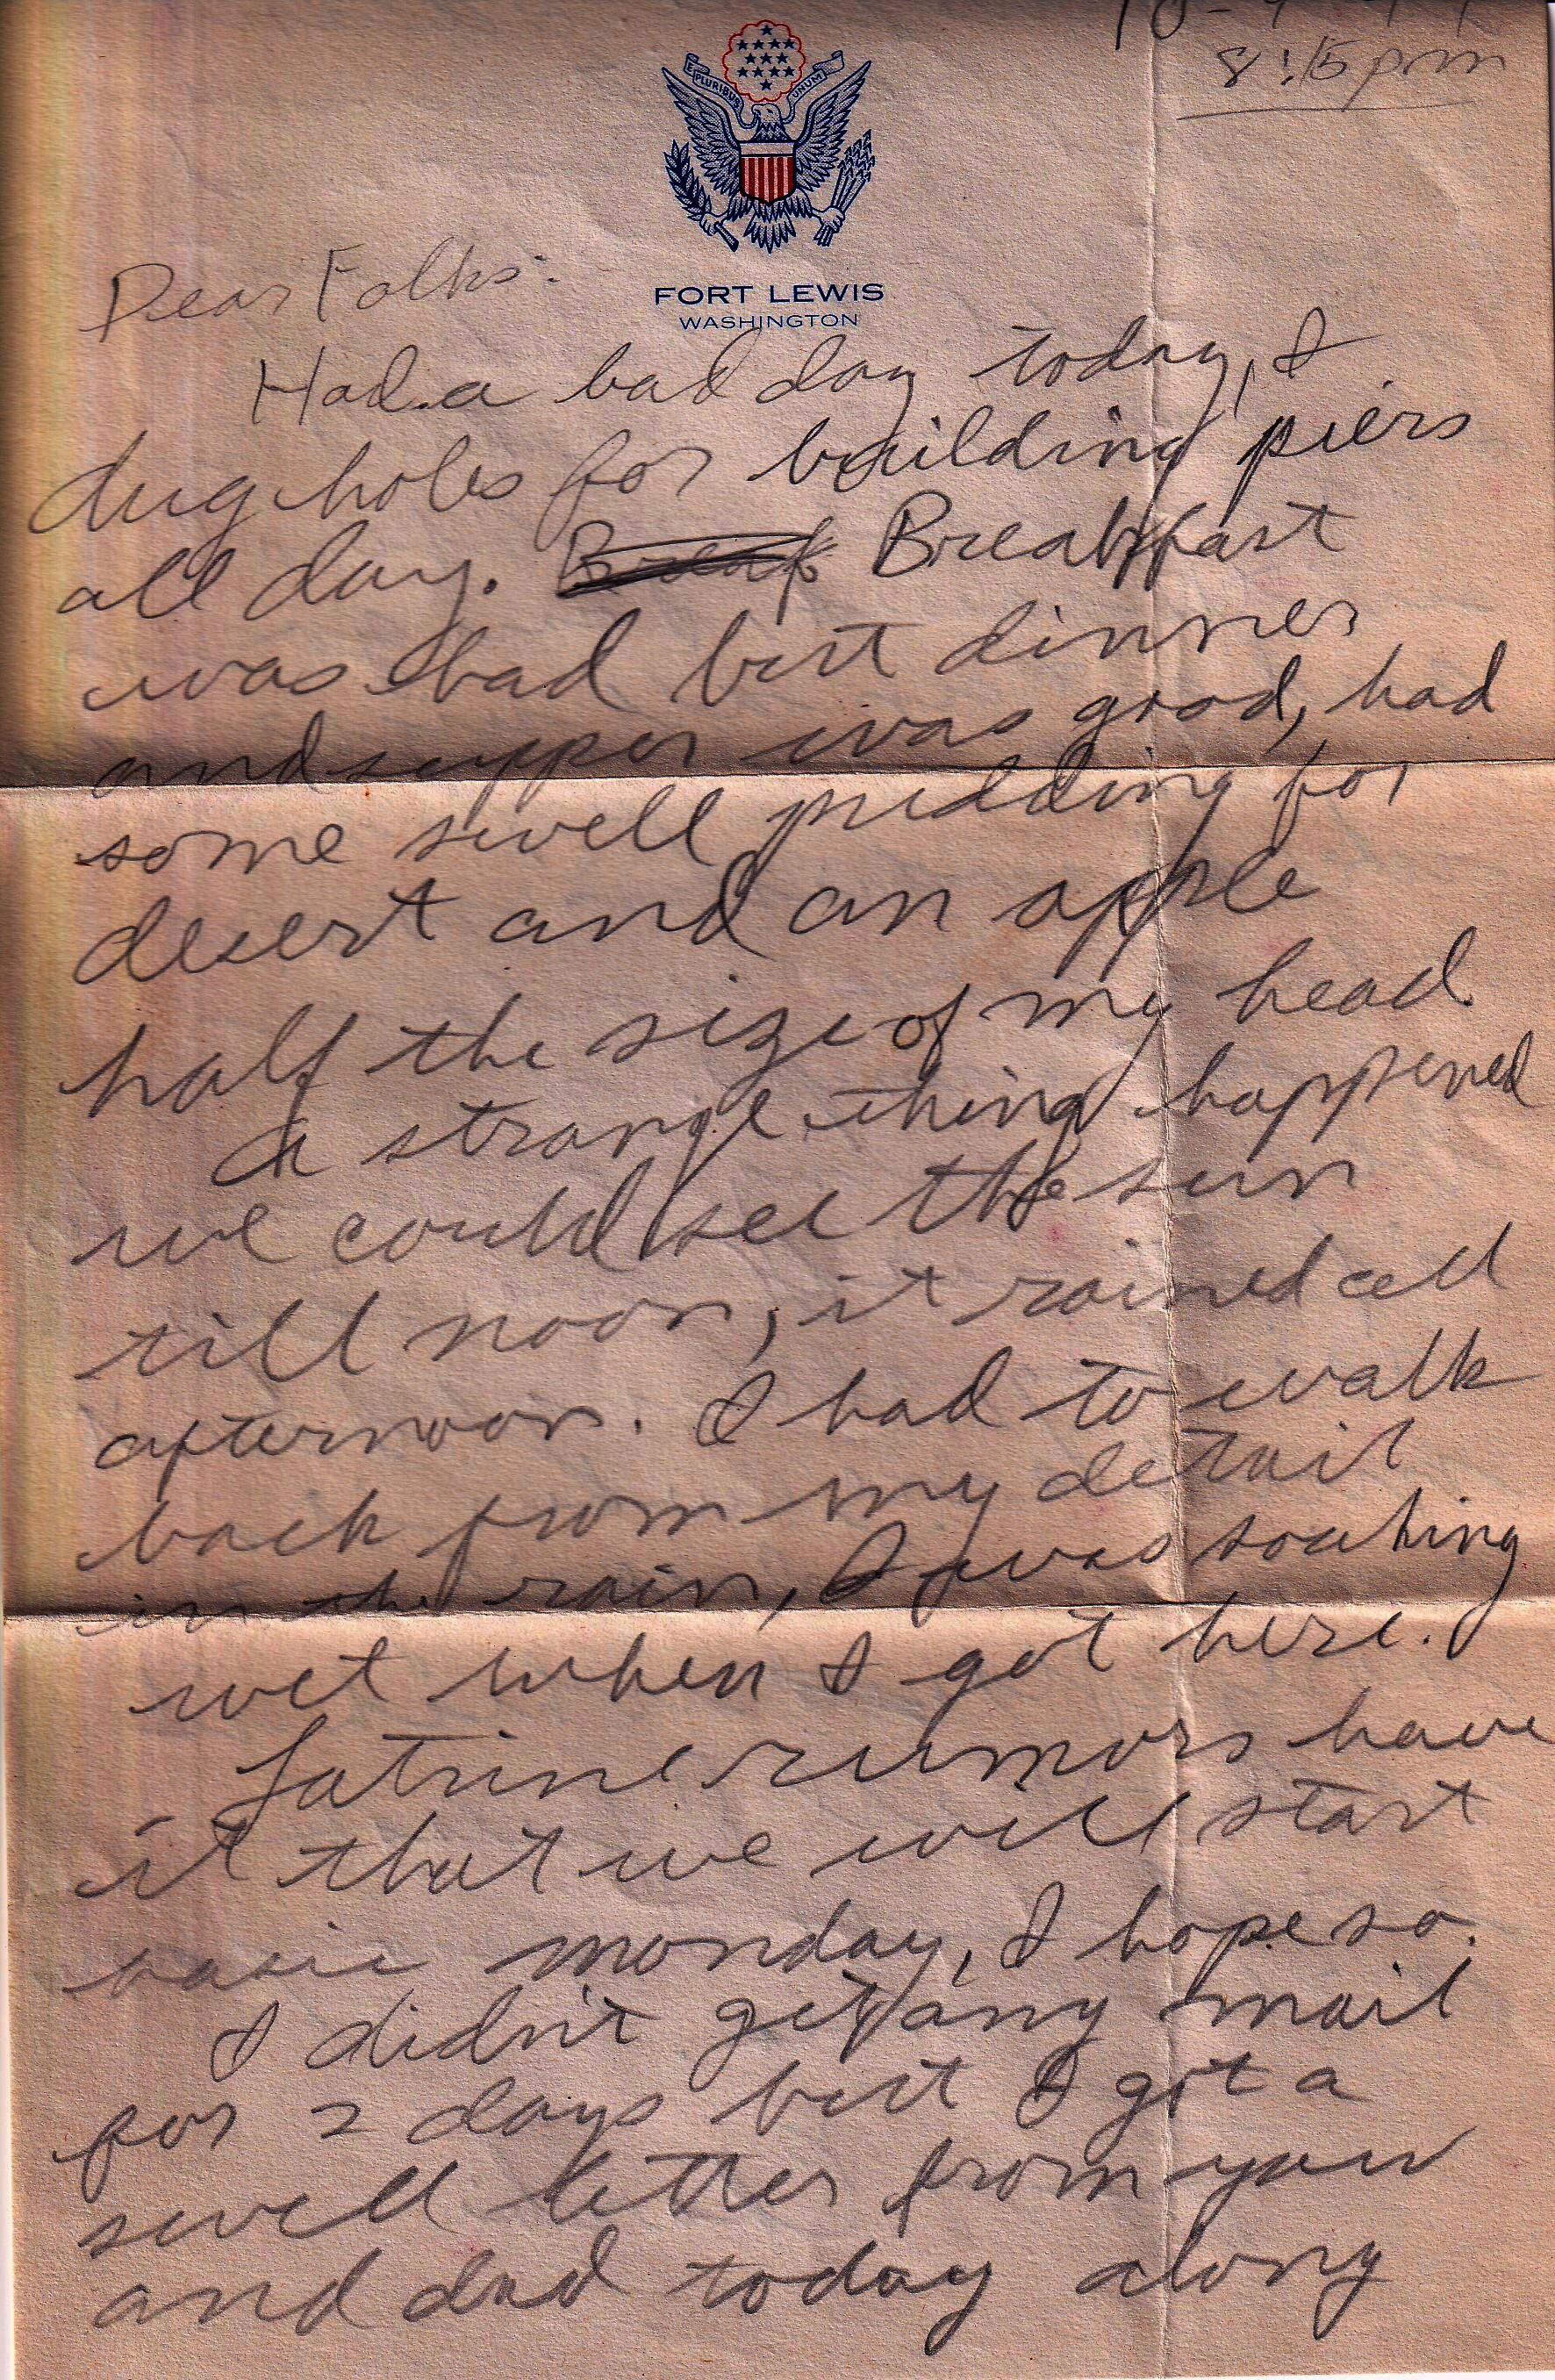 8:15 pm
E PLURIBUS UNUM
FORT LEWIS
WASHINGTON
Dear Folks:
Had a bad day today, I
dug holes for building piers
all day. Break Breakfast
was bad but dinner
and supper was good, had
some swell pudding for
desert and an apple
half the size of my head
A strange thing happened
we could see the sun
till noon, it rained all
afternoon. I had to walk
back from my detail
in the rain, I was soaking
wet when I got here.
Latrine rumors have
it that we will start
basic monday, I hope so.
I didn't get any mail
for 2 days but I got a
swell letter from you
and dad today along